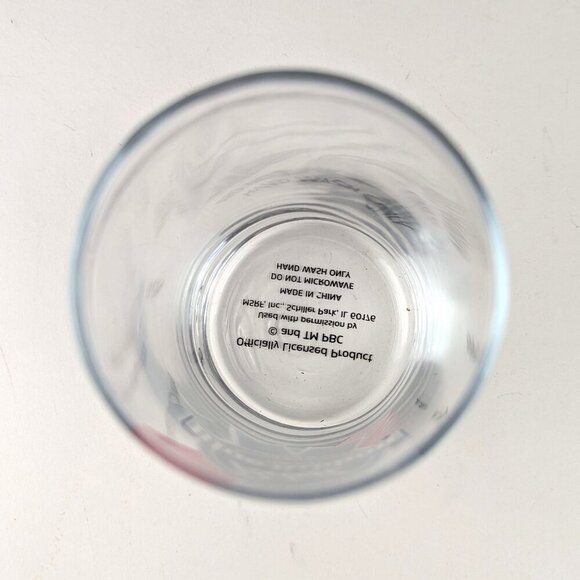 Officially Licensed Product
© and TM PBC
Used with permission by
MSRF, Inc., Schiller Park, IL 60176
MADE IN CHINA
DO NOT MICROWAVE
HAND WASH ONLY